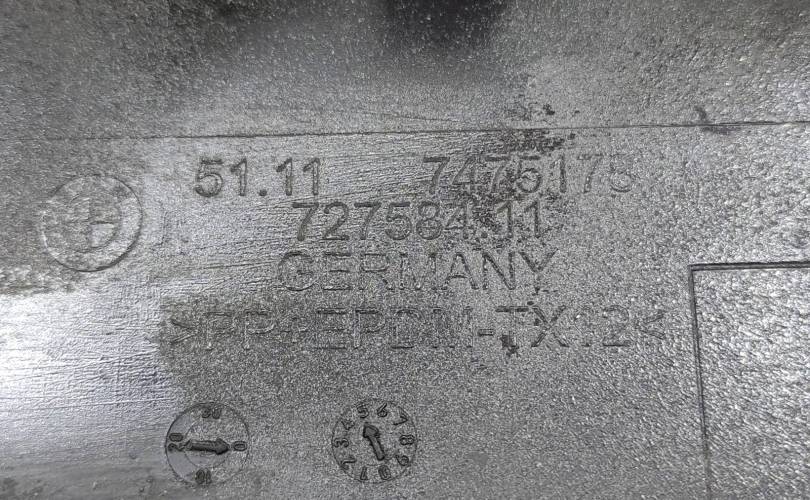 51.11 7475175
727584.11
GERMANY
>PP+EPDM-TX12<